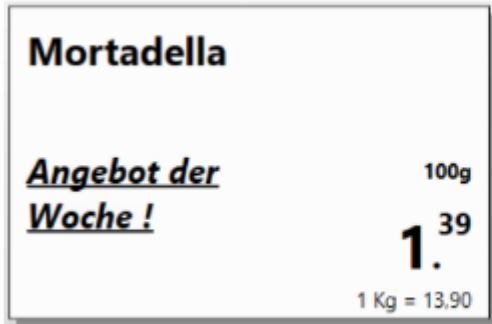 Mortadella
Angebot der
Woche !
100g
1.39
1 Kg = 13,90